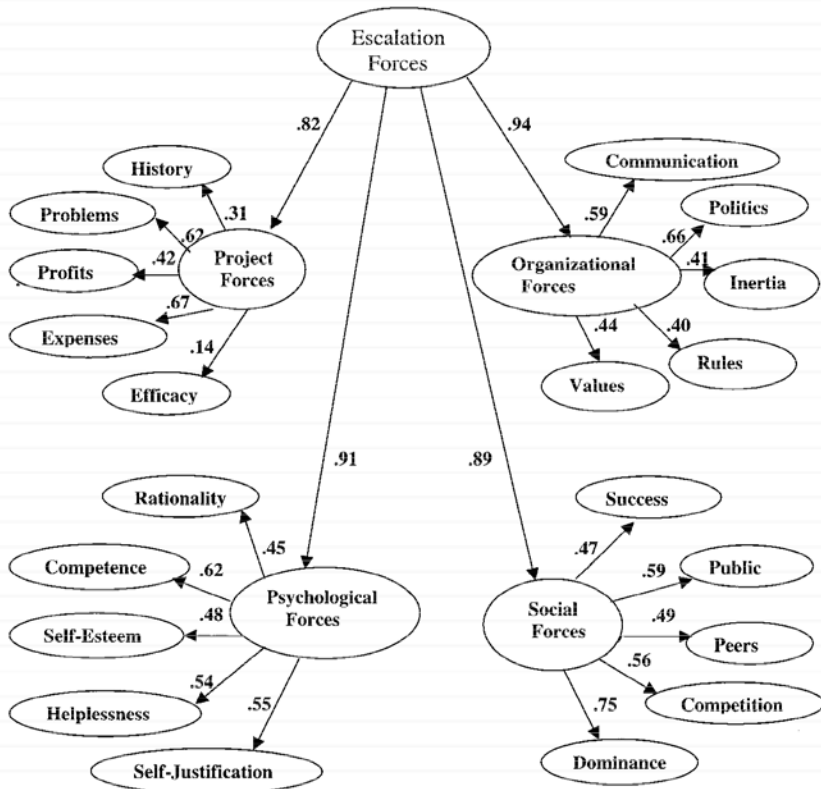 Escalation
Forces
.82
.94
History
Communication
Problems
.31
.59
Politics
.62
.66
Profits
.42
Project
Forces
Organizational
Forces
.41
Inertia
.67
Expenses
.14
.44
.40
Rules
Efficacy
Values
.91
.89
Rationality
Success
.45
.47
Competence
.62
.59
Public
Psychological
Forces
Social
Forces
.48
.49
Self-Esteem
Peers
.54
.56
Helplessness
.55
.75
Competition
Self-Justification
Dominance